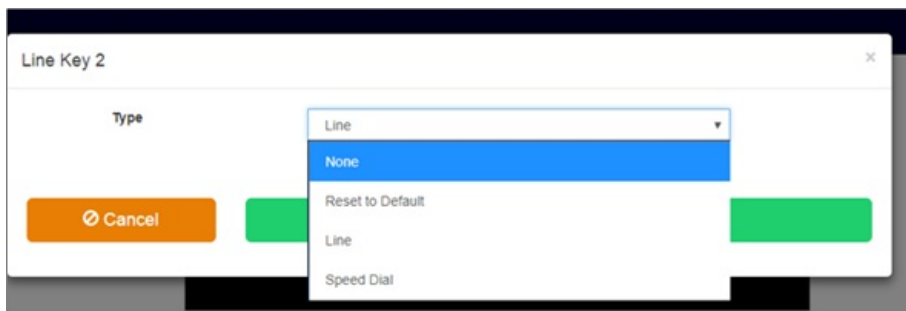 Line Key 2
×
Type
Line
None
Reset to Default
Cancel
Line
Speed Dial